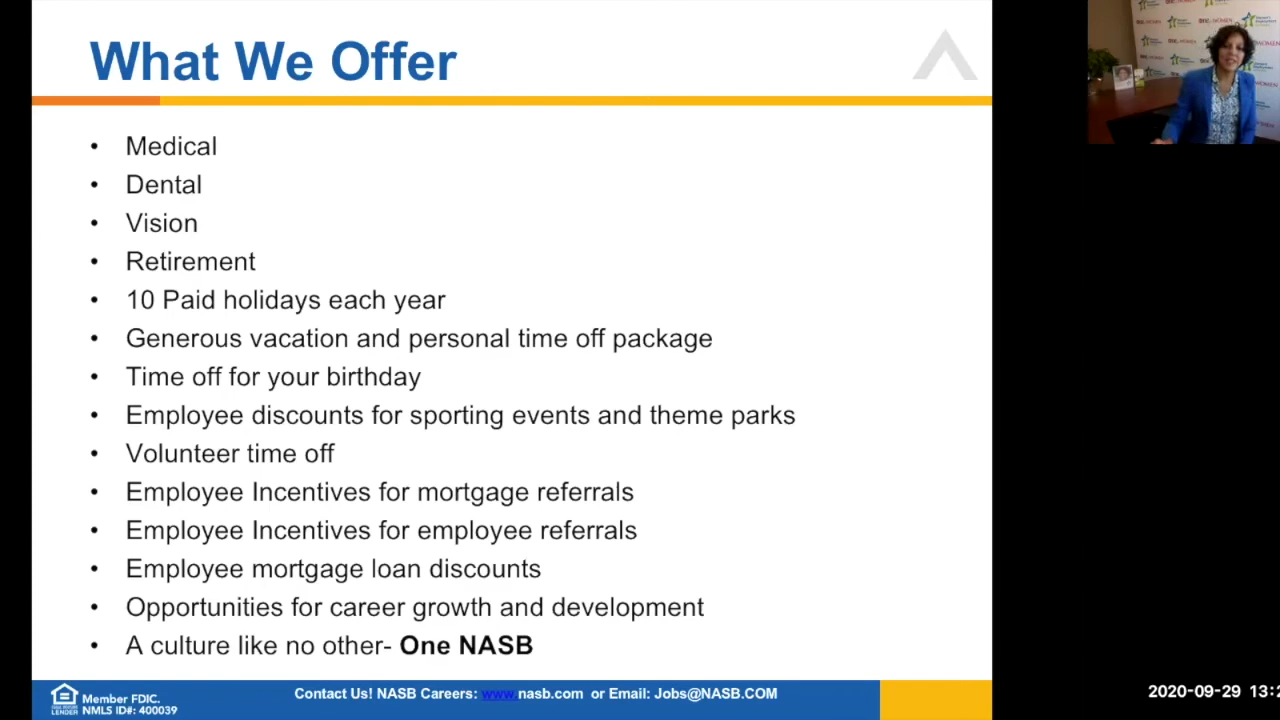 What We Offer
• Medical
• Dental
• Vision
• Retirement
• 10 Paid holidays each year
• Generous vacation and personal time off package
• Time off for your birthday
• Employee discounts for sporting events and theme parks
• Volunteer time off
• Employee Incentives for mortgage referrals
• Employee Incentives for employee referrals
• Employee mortgage loan discounts
• Opportunities for career growth and development
• A culture like no other- One NASB
Member FDIC.
NMLS ID#: 400039
LENDER
Contact Us! NASB Careers: www.nasb.com or Email: Jobs@NASB.COM
2020-09-29 13:2